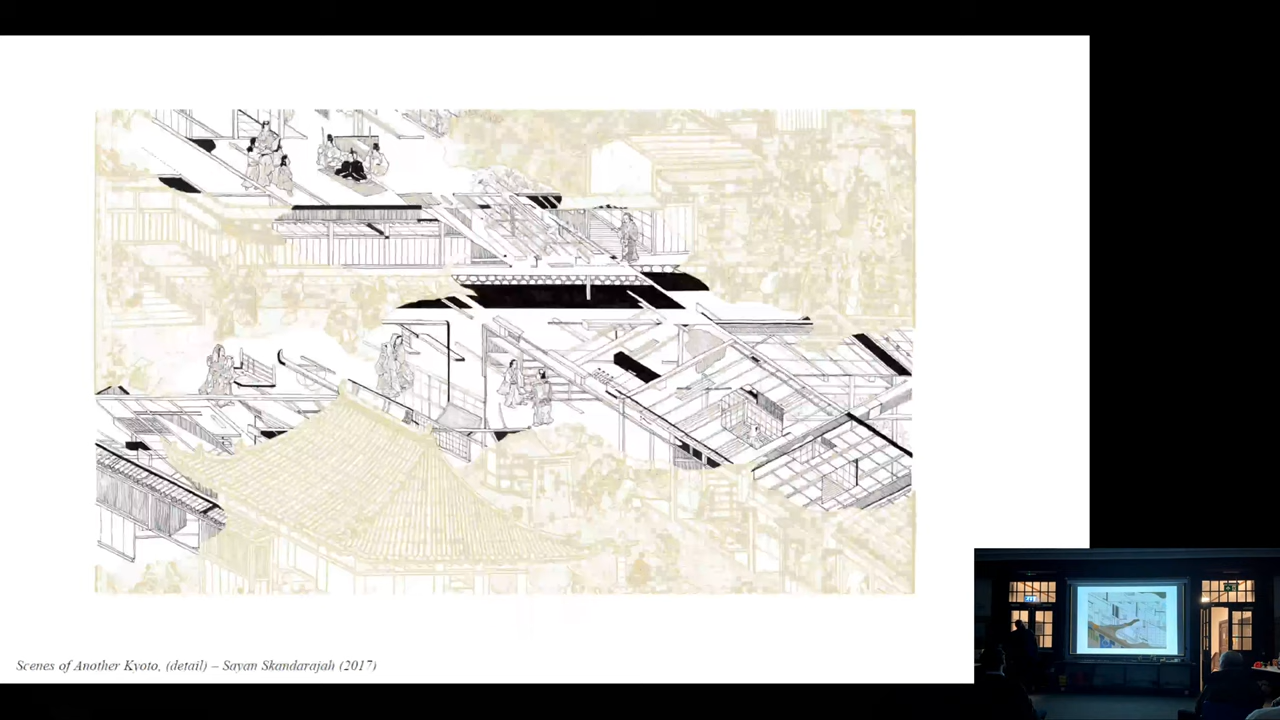 Scenes of Another Kyoto, (detail) – Sayan Skandarajah (2017)